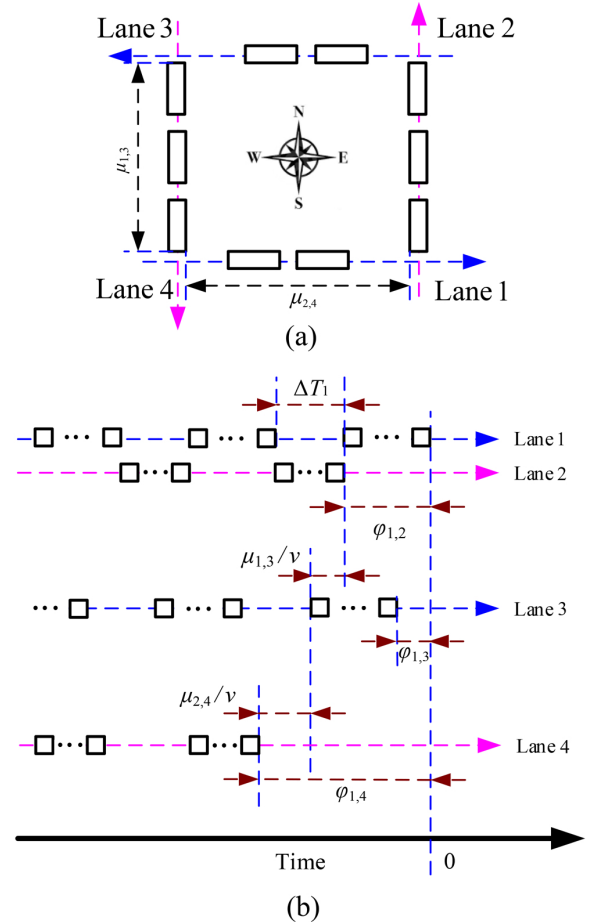 Lane 3
Lane 2
N
W E
S
μ1,3
Lane 4
μ2,4
Lane 1
(a)
ΔT1
••• ••• ••• Lane 1
••• ••• Lane 2
φ1,2
μ1,3/v
••• ••• ••• Lane 3
φ1,3
μ2,4/v
••• ••• Lane 4
φ1,4
Time 0
(b)